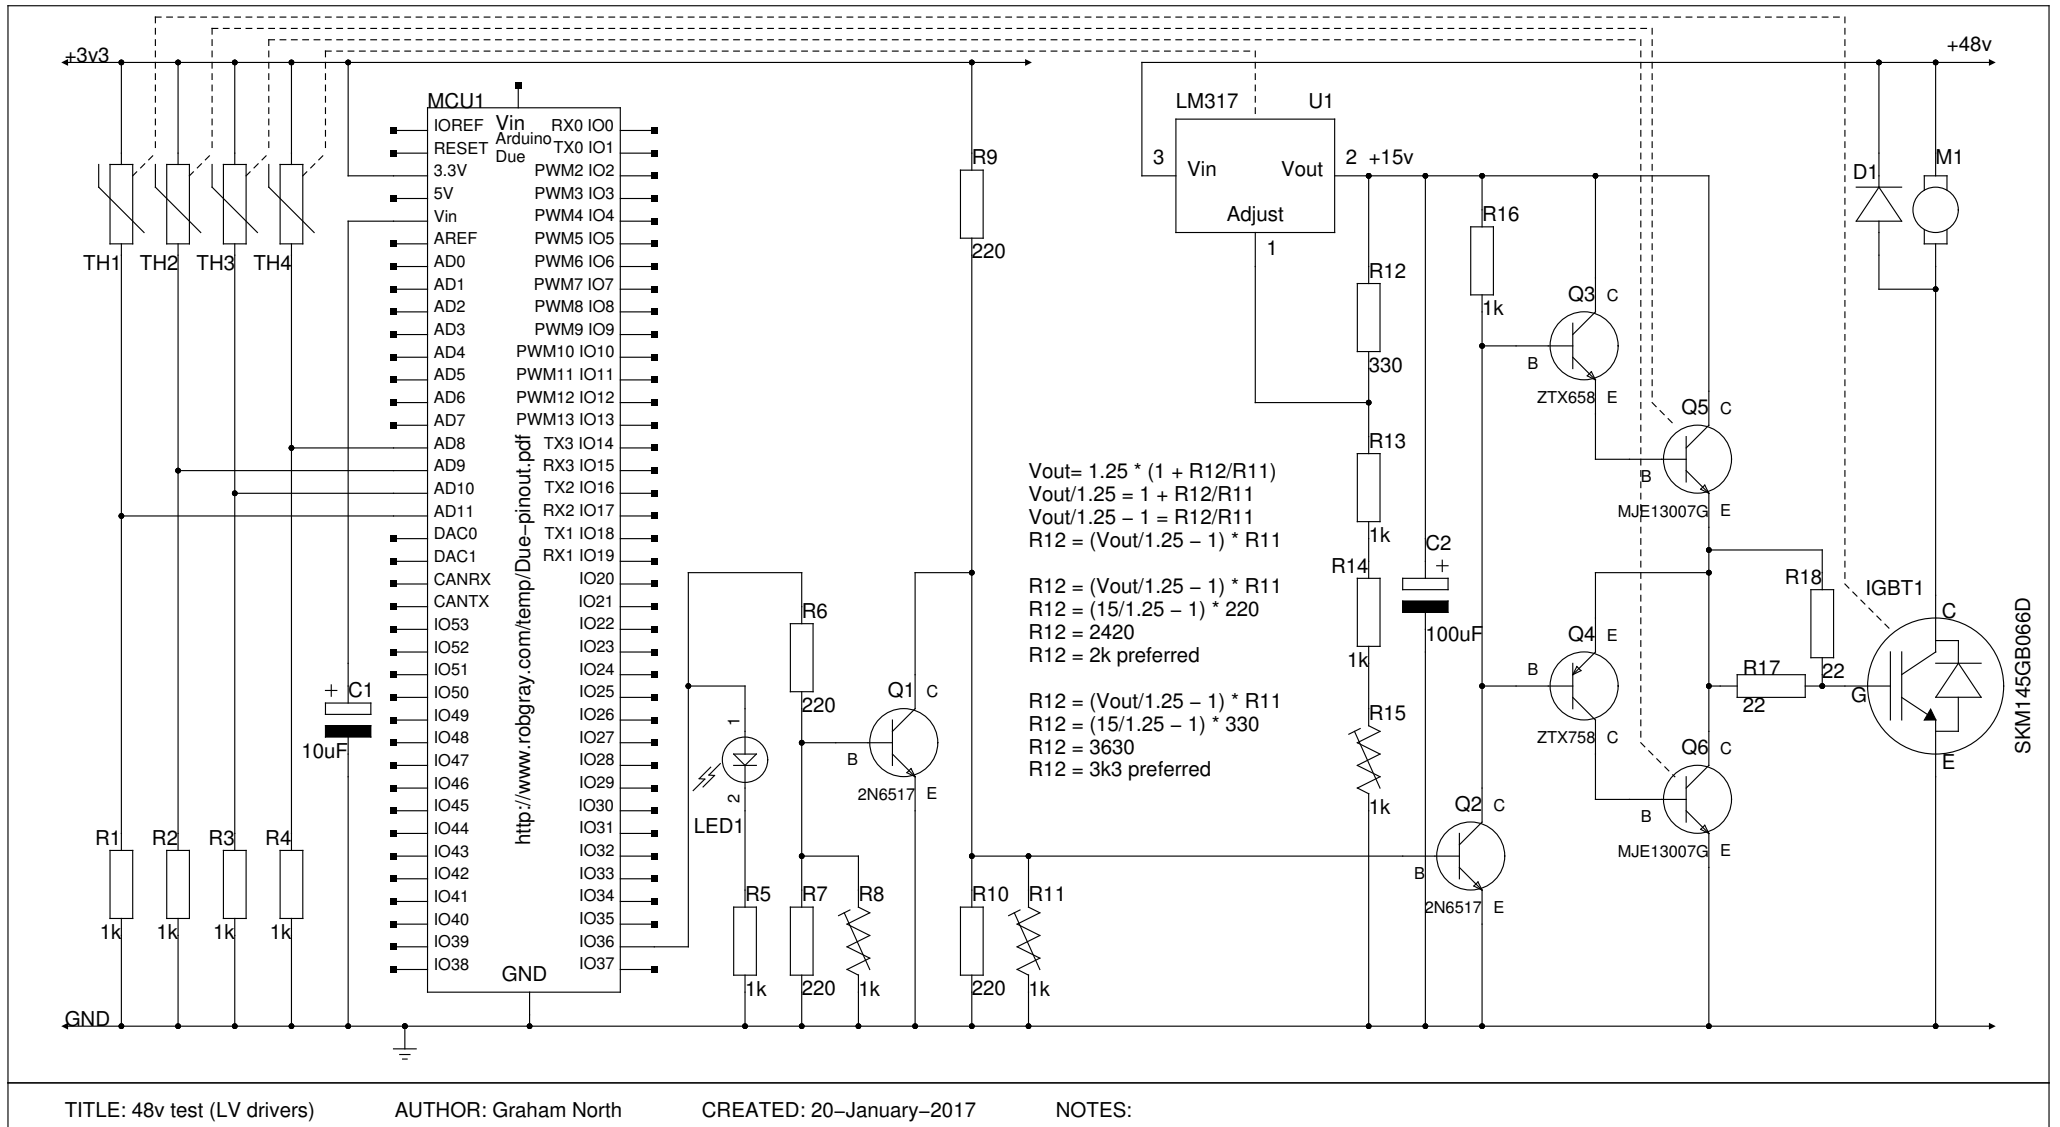 +3v3
+48v
MCU1
Vin
Arduino
Due
IOREF
RESET
3.3V
5V
Vin
AREF
AD0
AD1
AD2
AD3
AD4
AD5
AD6
AD7
AD8
AD9
AD10
AD11
DAC0
DAC1
CANRX
CANTX
IO53
IO52
IO51
IO50
IO49
IO48
IO47
IO46
IO45
IO44
IO43
IO42
IO41
IO40
IO39
IO38
RX0 IO0
TX0 IO1
PWM2 IO2
PWM3 IO3
PWM4 IO4
PWM5 IO5
PWM6 IO6
PWM7 IO7
PWM8 IO8
PWM9 IO9
PWM10 IO10
PWM11 IO11
PWM12 IO12
PWM13 IO13
TX3 IO14
RX3 IO15
TX2 IO16
RX2 IO17
TX1 IO18
RX1 IO19
IO20
IO21
IO22
IO23
IO24
IO25
IO26
IO27
IO28
IO29
IO30
IO31
IO32
IO33
IO34
IO35
IO36
IO37
http://www.robgray.com/temp/Due−pinout.pdf
GND
TH1
TH2
TH3
TH4
R1
1k
R2
1k
R3
1k
R4
1k
+ C1
10uF
GND
R6
220
Q1 C
B
2N6517 E
1
2
LED1
R5
1k
R7
220
R8
1k
R9
220
R10
220
R11
1k
LM317 U1
3
Vin
Vout
Adjust
2
+15v
1
R12
330
R13
1k
R14
1k
R15
1k
C2
+
100uF
R16
1k
Q2 C
B
2N6517 E
Q3 C
B
ZTX658 E
Q4 E
B
ZTX758 C
Q5 C
B
MJE13007G E
Q6 C
B
MJE13007G E
R17
22
R18
22
D1
M1
IGBT1
C
G
E
SKM145GB066D
Vout= 1.25 * (1 + R12/R11)
Vout/1.25 = 1 + R12/R11
Vout/1.25 − 1 = R12/R11
R12 = (Vout/1.25 − 1) * R11
R12 = (Vout/1.25 − 1) * R11
R12 = (15/1.25 − 1) * 220
R12 = 2420
R12 = 2k preferred
R12 = (Vout/1.25 − 1) * R11
R12 = (15/1.25 − 1) * 330
R12 = 3630
R12 = 3k3 preferred
TITLE: 48v test (LV drivers) AUTHOR: Graham North CREATED: 20−January−2017 NOTES: